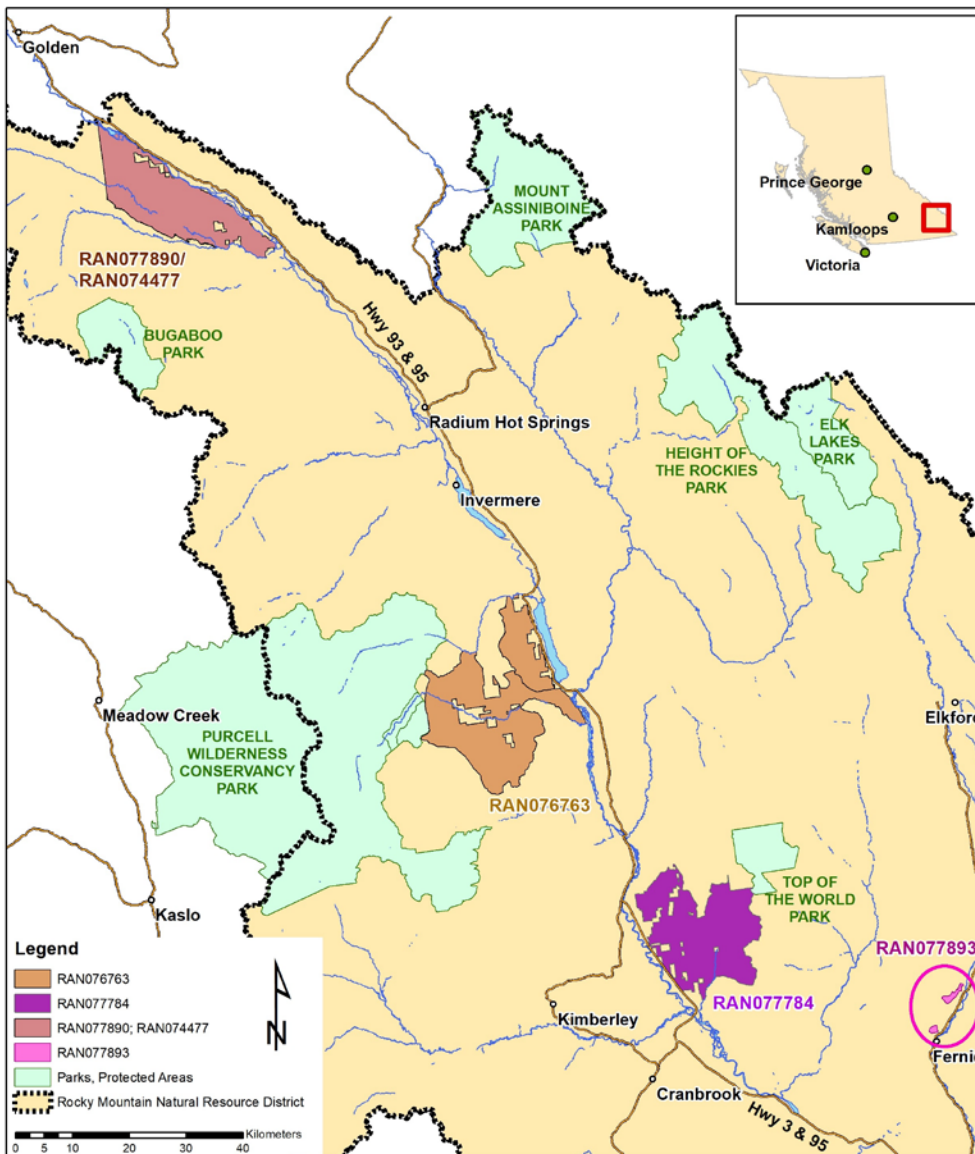 Golden
MOUNT
ASSINIBOINE
PARK
Prince George
Kamloops
Victoria
RAN077890/
RAN074477
BUGABOO
PARK
Hwy 93 & 95
Radium Hot Springs
ELK
LAKES
PARK
HEIGHT OF
THE ROCKIES
PARK
Invermere
Meadow Creek
PURCELL
WILDERNESS
CONSERVANCY
PARK
Elkford
RAN076763
TOP OF
THE WORLD
PARK
Kaslo
RAN077893
RAN077784
Kimberley
Fernie
Cranbrook
Hwy 3 & 95
Legend
RAN076763
RAN077784
RAN077890; RAN074477
RAN077893
Parks, Protected Areas
Rocky Mountain Natural Resource District
N
Kilometers
0 5 10 20 30 40